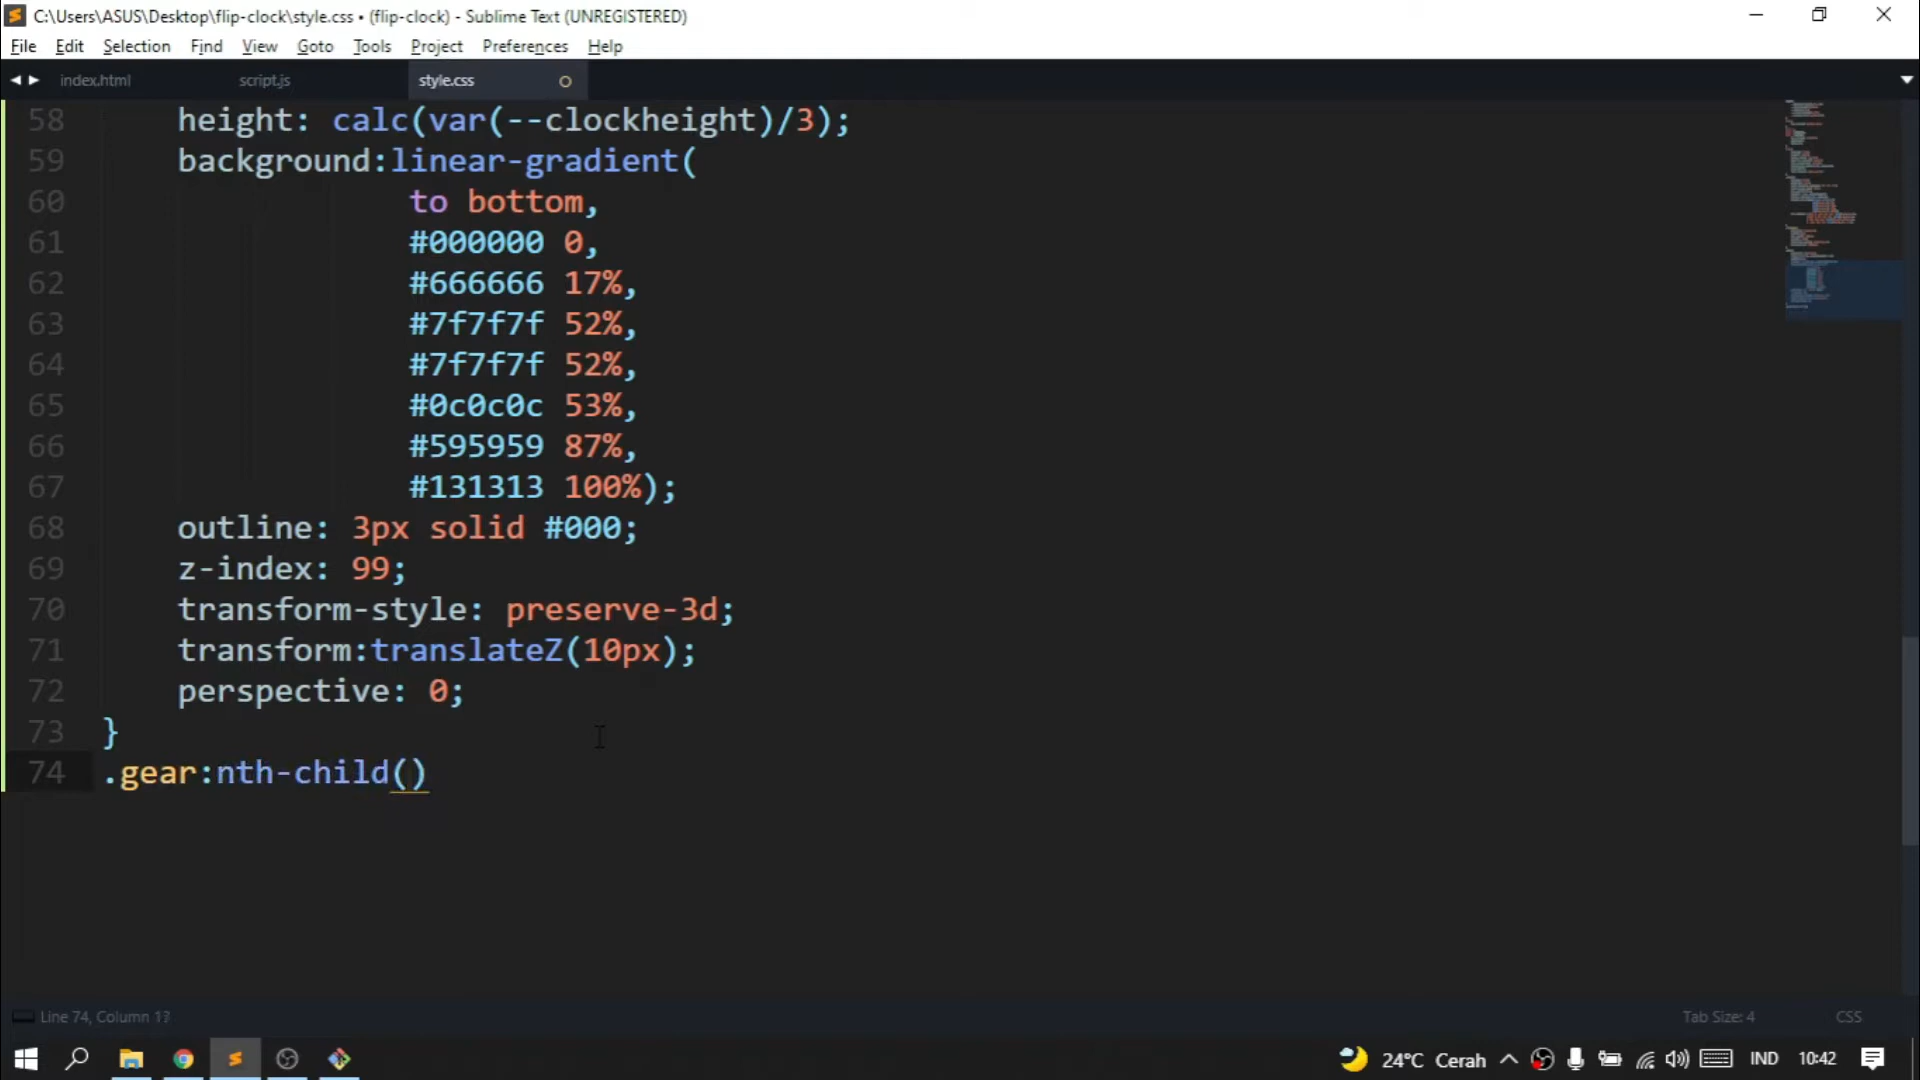 C:\Users\ASUS\Desktop\flip-clock\style.css • (flip-clock) - Sublime Text (UNREGISTERED)
File Edit Selection Find View Goto Tools Project Preferences Help
index.html script.js style.css
58 height: calc(var(--clockheight)/3);
59 background:linear-gradient(
60 to bottom,
61 #000000 0,
62 #666666 17%,
63 #7f7f7f 52%,
64 #7f7f7f 52%,
65 #0c0c0c 53%,
66 #595959 87%,
67 #131313 100%);
68 outline: 3px solid #000;
69 z-index: 99;
70 transform-style: preserve-3d;
71 transform:translateZ(10px);
72 perspective: 0;
73 }
74 .gear:nth-child()
Line 74, Column 17 Tab Size: 4 CSS
24°C Cerah IND 10:42